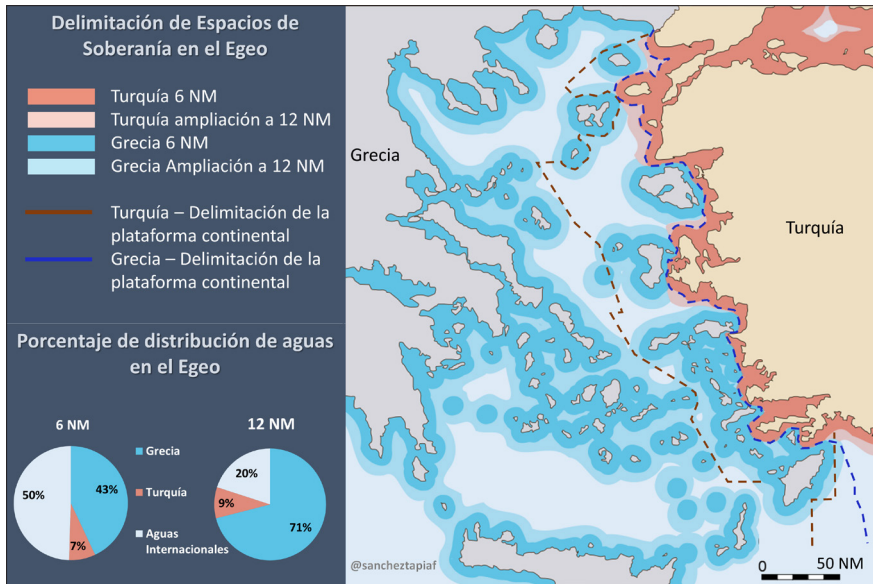 Delimitación de Espacios de
Soberanía en el Egeo
Turquía 6 NM
Turquía ampliación a 12 NM
Grecia 6 NM
Grecia Ampliación a 12 NM
Turquía – Delimitación de la
plataforma continental
Grecia – Delimitación de la
plataforma continental
Porcentaje de distribución de aguas
en el Egeo
6 NM
50%
43%
7%
Grecia
Turquía
Aguas
Internacionales
12 NM
20%
9%
71%
Grecia
Turquía
@sancheztapiaf
0 50 NM